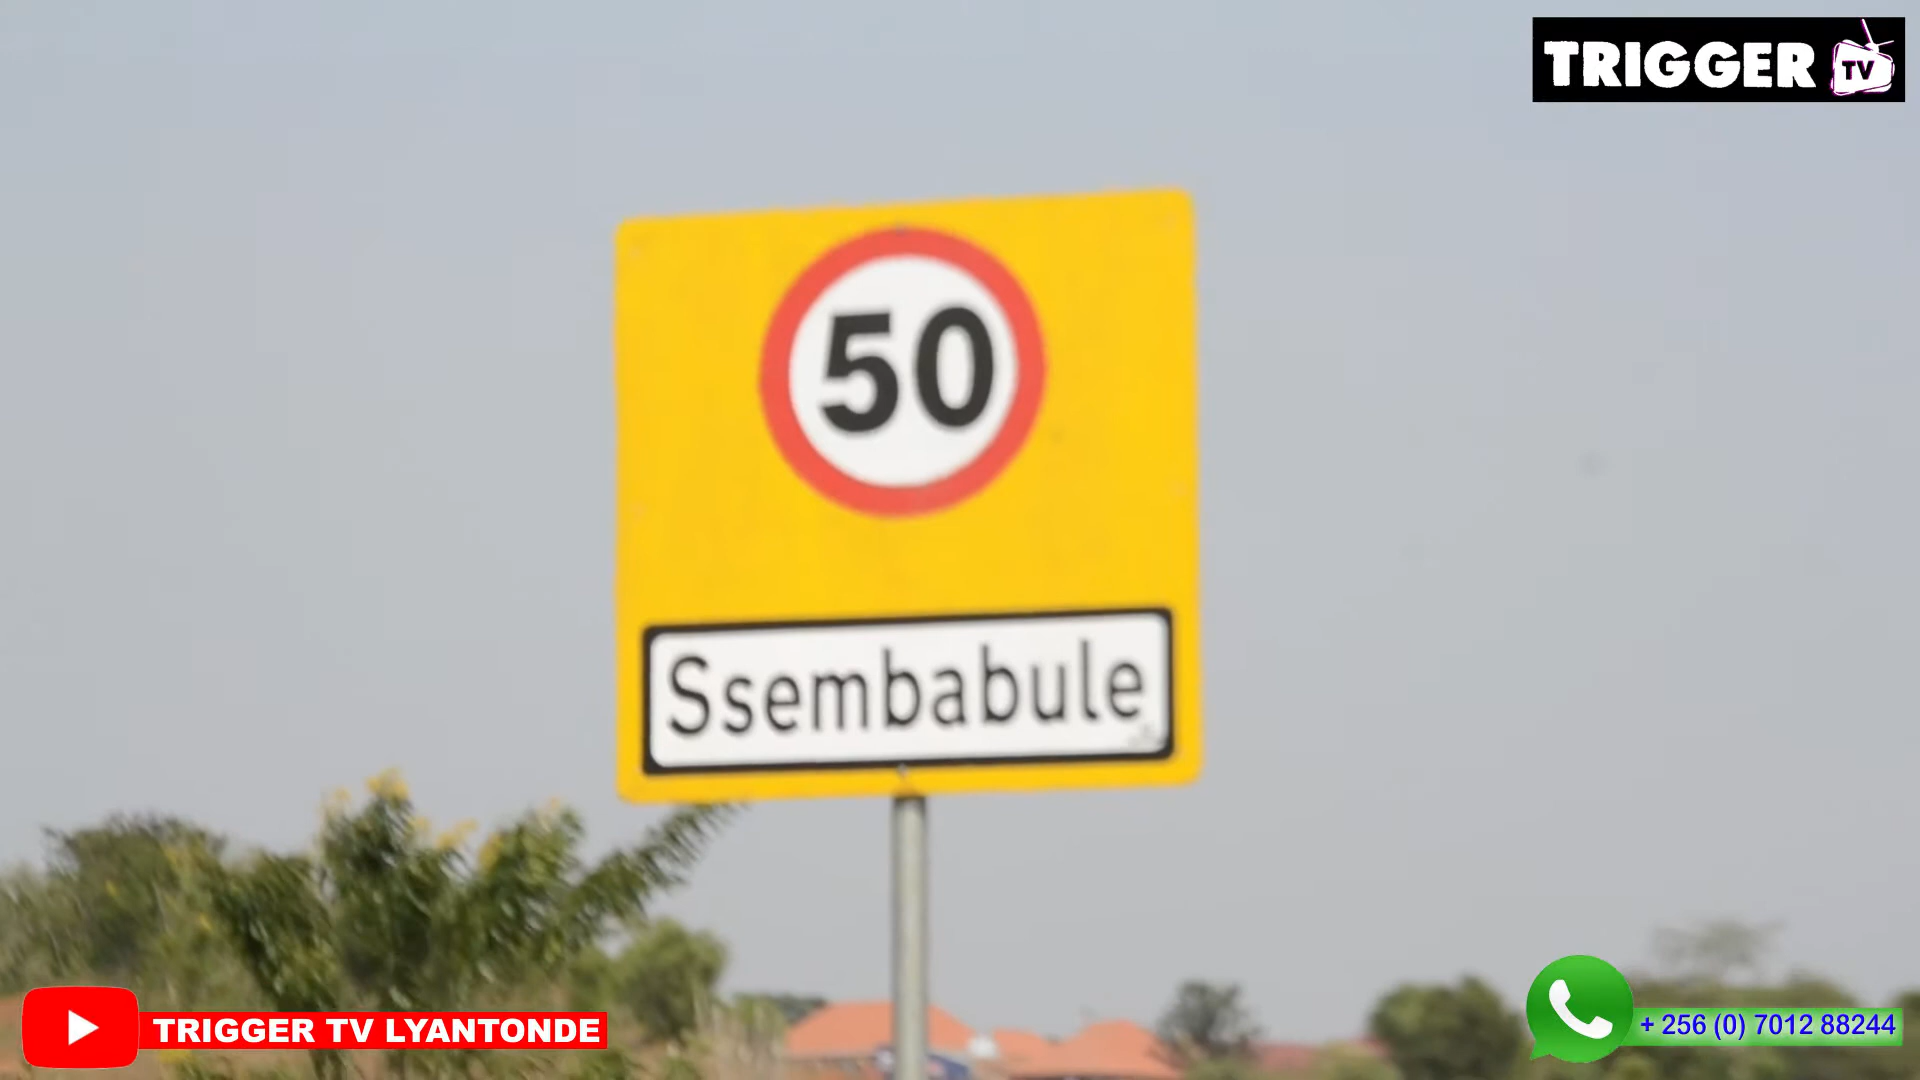 TRIGGER TV
50
Ssembabule
TRIGGER TV LYANTONDE
+ 256 (0) 7012 88244